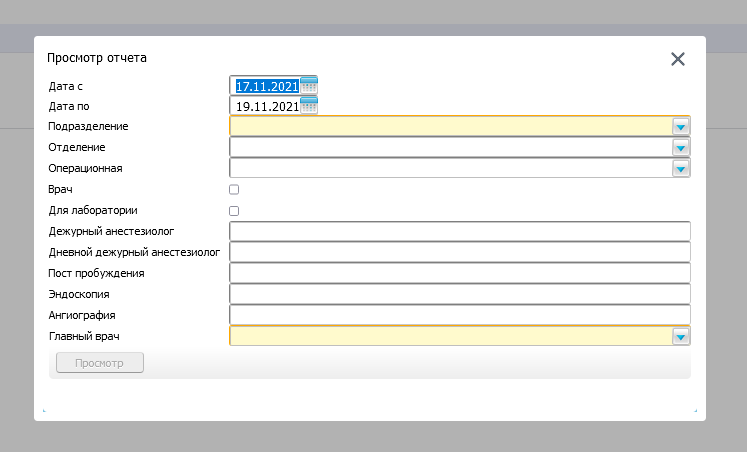 Просмотр отчета
Дата с 17.11.2021
Дата по 19.11.2021
Подразделение
Отделение
Операционная
Врач
Для лаборатории
Дежурный анестезиолог
Дневной дежурный анестезиолог
Пост пробуждения
Эндоскопия
Ангиография
Главный врач
Просмотр